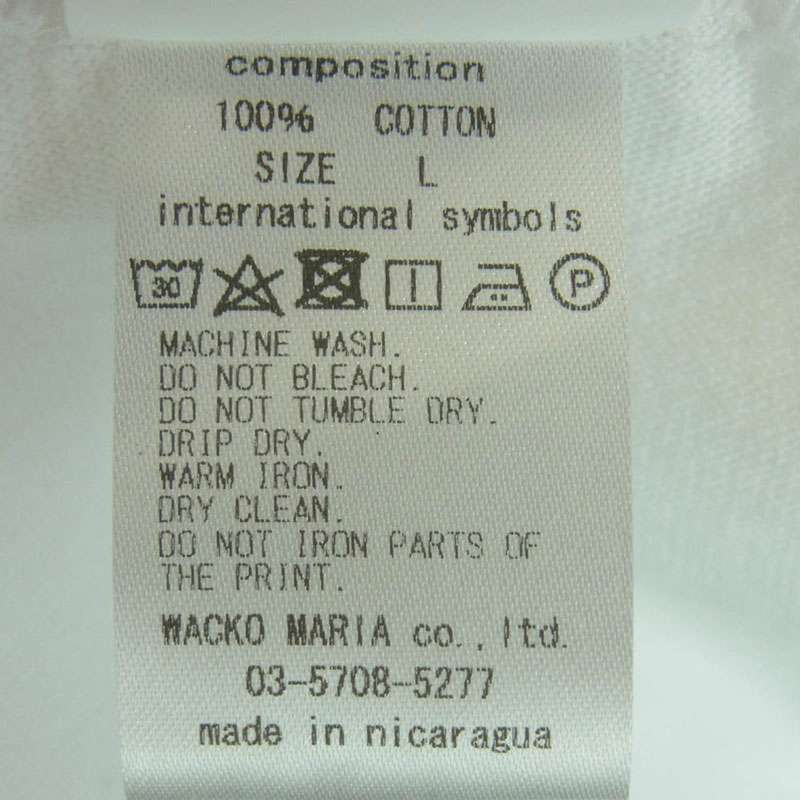 composition
100% COTTON
SIZE L
international symbols
30 P
MACHINE WASH.
DO NOT BLEACH.
DO NOT TUMBLE DRY.
DRIP DRY.
WARM IRON.
DRY CLEAN.
DO NOT IRON PARTS OF
THE PRINT.
WACKO MARIA co., ltd.
03-5708-5277
made in nicaragua